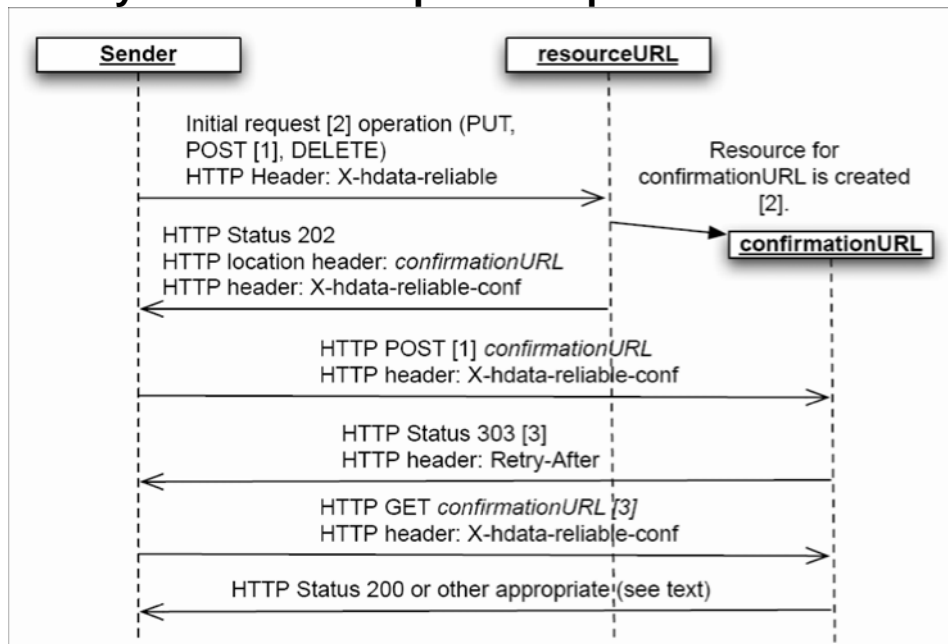 Sender
resourceURL
Initial request [2] operation (PUT,
POST [1], DELETE)
HTTP Header: X-hdata-reliable
Resource for
confirmationURL is created
[2].
confirmationURL
HTTP Status 202
HTTP location header: confirmationURL
HTTP header: X-hdata-reliable-conf
HTTP POST [1] confirmationURL
HTTP header: X-hdata-reliable-conf
HTTP Status 303 [3]
HTTP header: Retry-After
HTTP GET confirmationURL [3]
HTTP header: X-hdata-reliable-conf
HTTP Status 200 or other appropriate (see text)